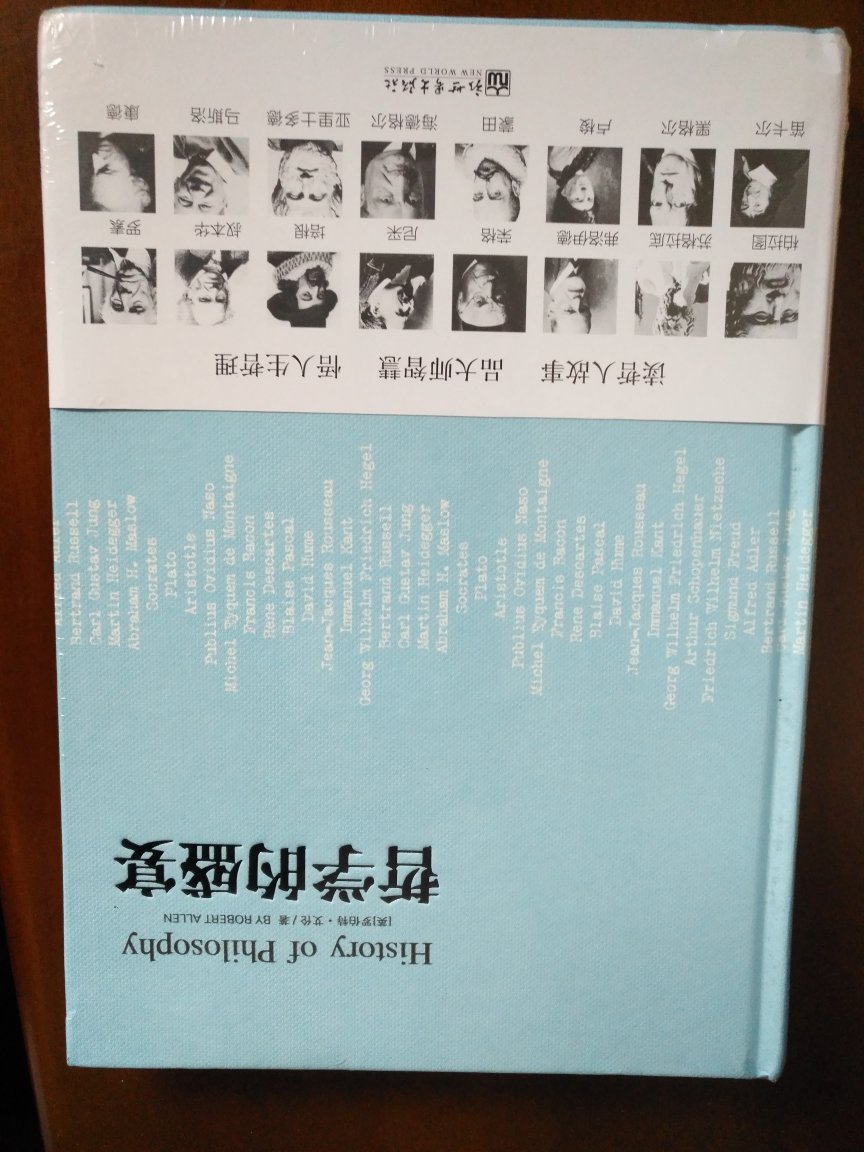 History of Philosophy
[英]罗伯特·艾伦 / 著 BY ROBERT ALLEN
哲学的盛宴
Alfred Adler
Bertrand Russell
Carl Gustav Jung
Martin Heidegger
Abraham H. Maslow
Socrates
Plato
Aristotle
Publius Ovidius Naso
Michel Eyquem de Montaigne
Francis Bacon
Rene Descartes
Blaise Pascal
David Hume
Jean-Jacques Rousseau
Immanuel Kant
Georg Wilhelm Friedrich Hegel
Bertrand Russell
Carl Gustav Jung
Martin Heidegger
Abraham H. Maslow
Socrates
Plato
Aristotle
Publius Ovidius Naso
Michel Eyquem de Montaigne
Francis Bacon
Rene Descartes
Blaise Pascal
David Hume
Jean-Jacques Rousseau
Immanuel Kant
Georg Wilhelm Friedrich Hegel
Arthur Schopenhauer
Friedrich Wilhelm Nietzsche
Sigmund Freud
Alfred Adler
Bertrand Russell
Martin Heidegger
读哲人故事 品大师智慧 悟人生哲理
柏拉图 苏格拉底 弗洛伊德 荣格 尼采 培根 叔本华 罗素
笛卡尔 黑格尔 卢梭 蒙田 海德格尔 亚里士多德 马斯洛 康德
新世界出版社
NEW WORLD PRESS